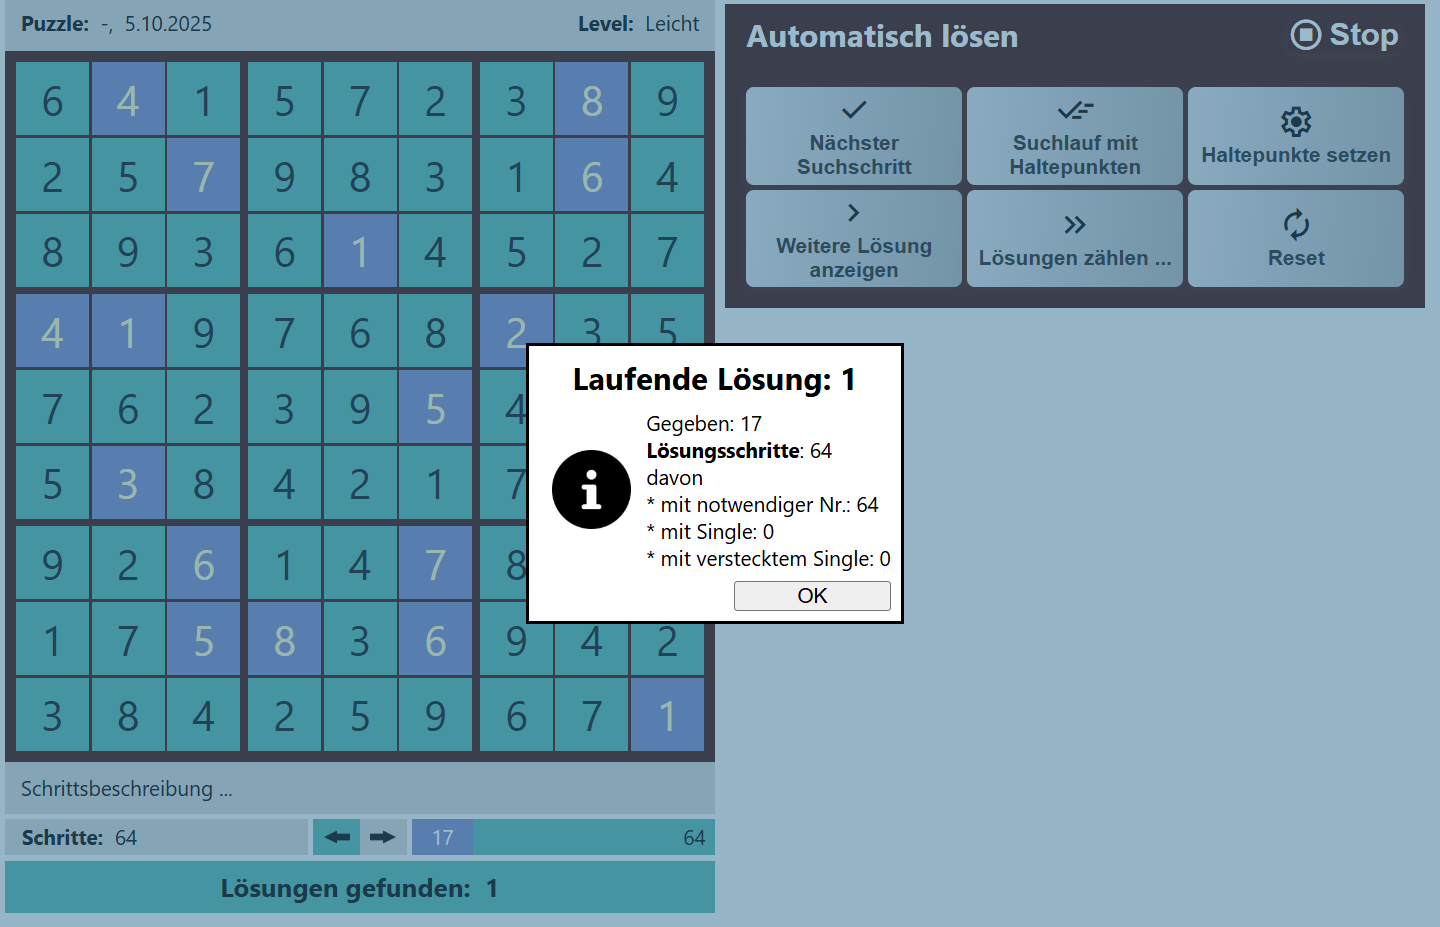 Puzzle: -, 5.10.2025 Level: Leicht
6 4 1 5 7 2 3 8 9
2 5 7 9 8 3 1 6 4
8 9 3 6 1 4 5 2 7
4 1 9 7 6 8 2 3 5
7 6 2 3 9 5 4
5 3 8 4 2 1 7
9 2 6 1 4 7 8
1 7 5 8 3 6 9 4 2
3 8 4 2 5 9 6 7 1
Schrittsbeschreibung ...
Schritte: 64 17 64
Lösungen gefunden: 1
Automatisch lösen Stop
Nächster
Suchschritt
Suchlauf mit
Haltepunkten
Haltepunkte setzen
Weitere Lösung
anzeigen
Lösungen zählen ...
Reset
Laufende Lösung: 1
Gegeben: 17
Lösungsschritte: 64
davon
* mit notwendiger Nr.: 64
* mit Single: 0
* mit verstecktem Single: 0
OK